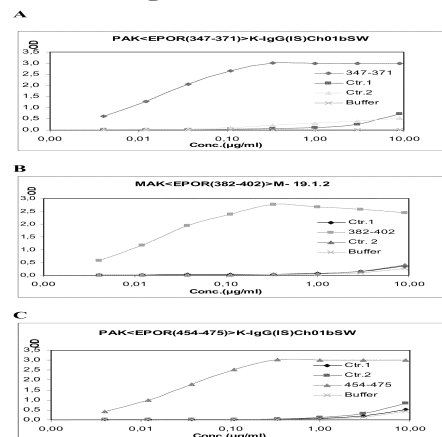 A
PAK<EPOR(347-371)>K-IgG(IS)Ch01bSW
OD
3,5
3,0
2,5
2,0
1,5
1,0
0,5
0,0
347-371
Ctr.1
Ctr.2
Buffer
0,00 0,01 0,10 1,00 10,00
Conc.(µg/ml)
B
MAK<EPOR(382-402)>M- 19.1.2
OD
3,0
2,5
2,0
1,5
1,0
0,5
0,0
Ctr.1
382-402
Ctr. 2
Buffer
0,00 0,01 0,10 1,00 10,00
Conc.(µg/ml)
C
PAK<EPOR(454-475)>K-IgG(IS)Ch01bSW
OD
3,5
3,0
2,5
2,0
1,5
1,0
0,5
0,0
Ctr.1
Ctr.2
454-475
Buffer
0,00 0,01 0,10 1,00 10,00
Conc.(µg/ml)